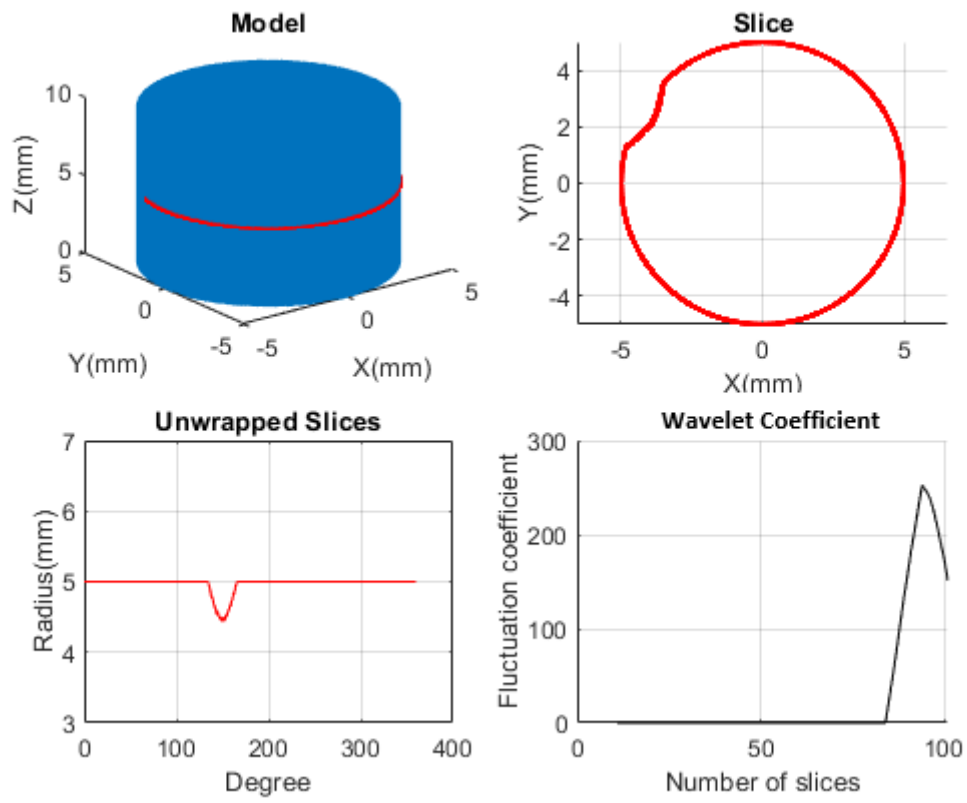 Model
Z(mm)
10
5
0
5
0
-5
-5
0
5
Y(mm)
X(mm)
Slice
Y(mm)
4
2
0
-2
-4
-5
0
5
X(mm)
Unwrapped Slices
Radius(mm)
7
6
5
4
3
0
100
200
300
400
Degree
Wavelet Coefficient
Fluctuation coefficient
300
200
100
0
0
50
100
Number of slices